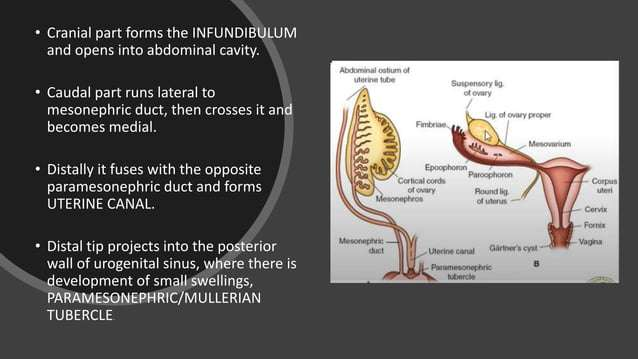 • Cranial part forms the INFUNDIBULUM
and opens into abdominal cavity.
• Caudal part runs lateral to
mesonephric duct, then crosses it and
becomes medial.
• Distally it fuses with the opposite
paramesonephric duct and forms
UTERINE CANAL.
• Distal tip projects into the posterior
wall of urogenital sinus, where there is
development of small swellings,
PARAMESONEPHRIC/MULLERIAN
TUBERCLE.
Abdominal ostium of
uterine tube
Cortical cords
of ovary
Mesonephros
Mesonephric
duct
Uterine canal
Paramesonephric
tubercle
Suspensory lig.
of ovary
Lig. of ovary proper
Fimbriae
Mesovarium
Epoophoron
Paroophoron
Round lig.
of uterus
Corpus
uteri
Cervix
Fornix
Gärtner's cyst
Vagina
B